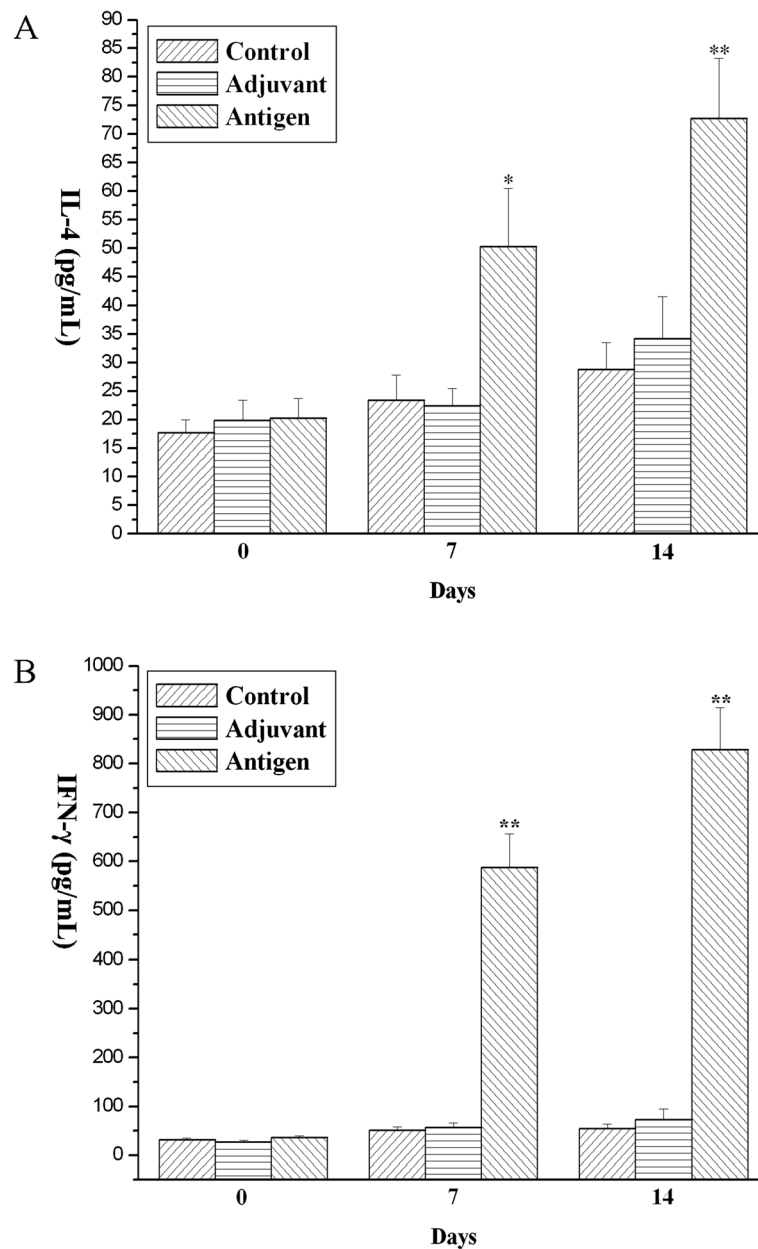 A
90
85
80
75
70
65
60
55
50
45
40
35
30
25
20
15
10
5
0
IL-4 (pg/mL)
Control
Adjuvant
Antigen
*
**
0 7 14
Days
B
1000
900
800
700
600
500
400
300
200
100
0
IFN-γ (pg/mL)
Control
Adjuvant
Antigen
**
**
0 7 14
Days